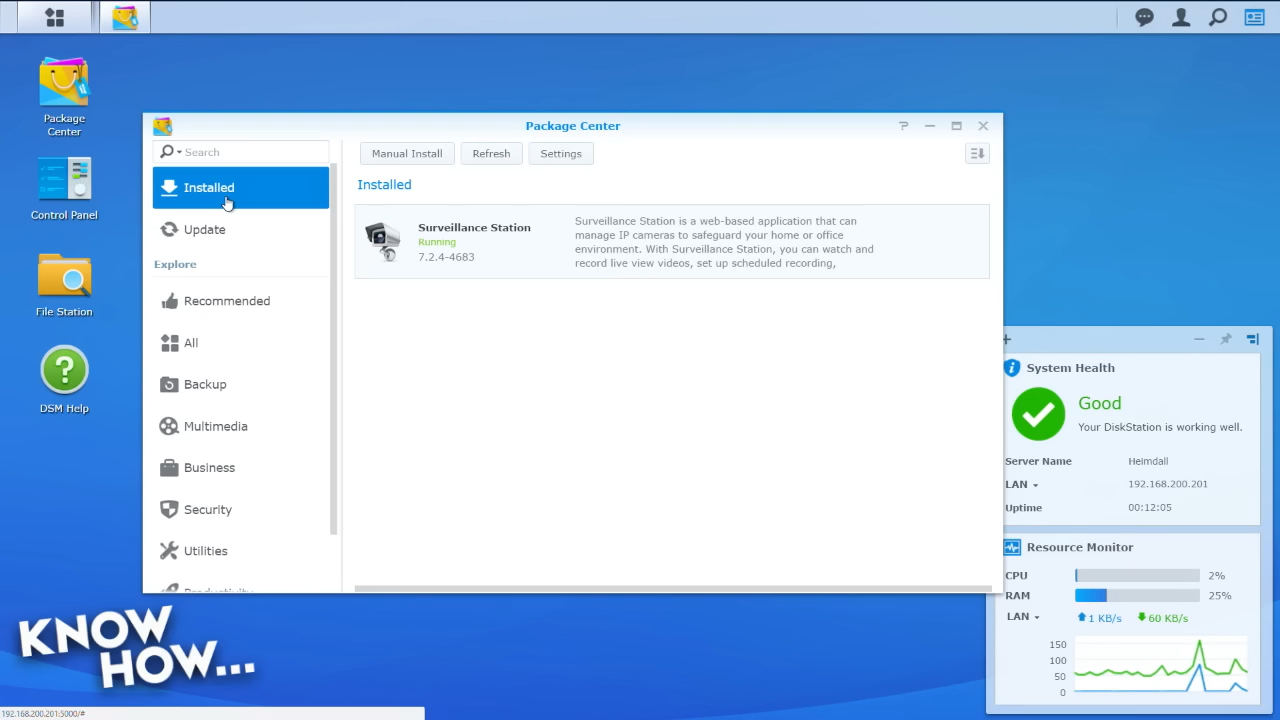 Package
Center
Control Panel
File Station
?
DSM Help
Package Center
?
Search
Manual Install
Refresh
Settings
Installed
Update
Explore
Recommended
All
Backup
Multimedia
Business
Security
Utilities
Productivity
Installed
Surveillance Station
Running
7.2.4-4683
Surveillance Station is a web-based application that can
manage IP cameras to safeguard your home or office
environment. With Surveillance Station, you can watch and
record live view videos, set up scheduled recording,
+
System Health
Good
Your DiskStation is working well.
Server Name Heimdall
LAN 192.168.200.201
Uptime 00:12:05
Resource Monitor
CPU 2%
RAM 25%
LAN 1 KB/s 60 KB/s
150
100
50
0
KNOW
HOW...
192.168.200.201:5000/#